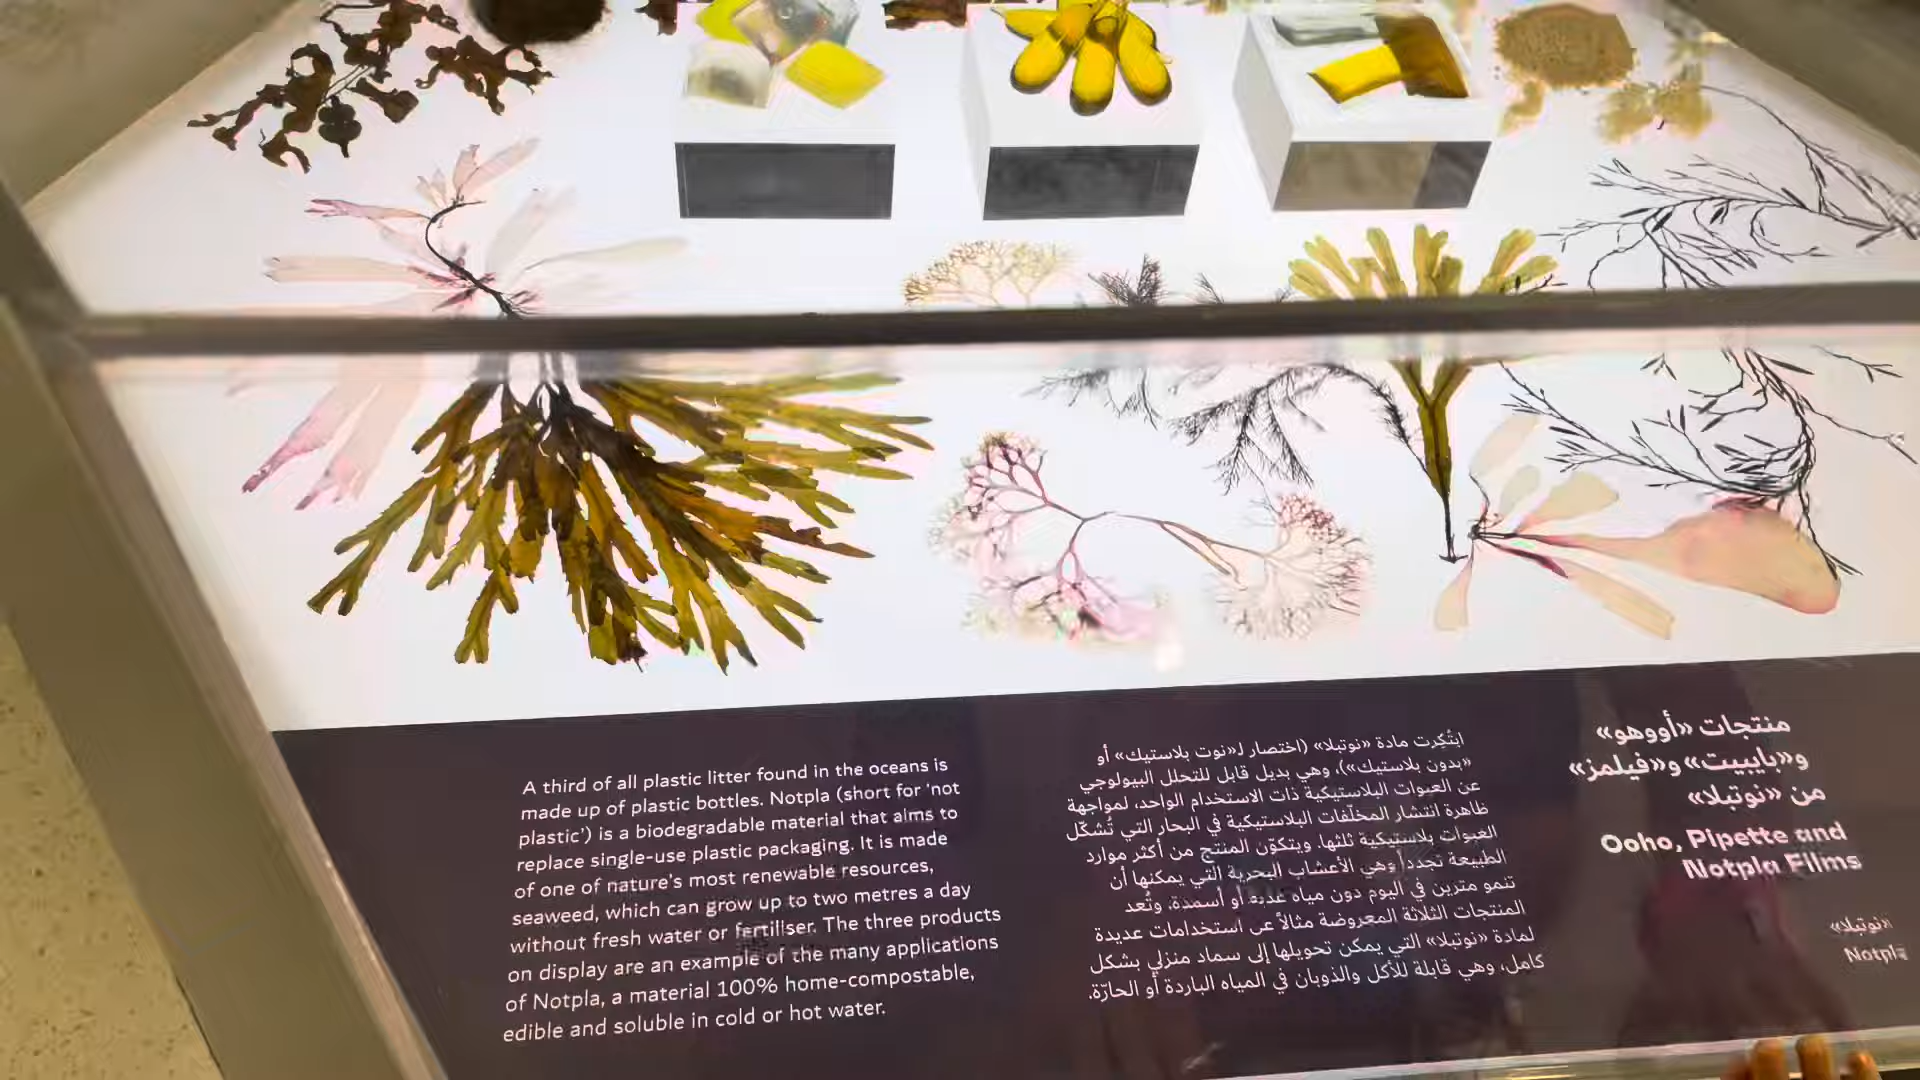 A third of all plastic litter found in the oceans is
made up of plastic bottles. Notpla (short for 'not
plastic') is a biodegradable material that aims to
replace single-use plastic packaging. It is made
of one of nature's most renewable resources,
seaweed, which can grow up to two metres a day
without fresh water or fertiliser. The three products
on display are an example of the many applications
of Notpla, a material 100% home-compostable,
edible and soluble in cold or hot water.
ابتُكِرت مادة «نوتبلا» (اختصار لـ«نوت بلاستيك» أو
«بدون بلاستيك»)، وهي بديل قابل للتحلل البيولوجي
عن العبوات البلاستيكية ذات الاستخدام الواحد، لمواجهة
ظاهرة انتشار المخلّفات البلاستيكية في البحار التي تُشكّل
العبوات بلاستيكية ثلثها. ويتكوّن المنتج من أكثر موارد
الطبيعة تجدداً وهي الأعشاب البحرية التي يمكنها أن
تنمو مترين في اليوم دون مياه عذبة أو أسمدة. وتُعد
المنتجات الثلاثة المعروضة مثالاً عن استخدامات عديدة
لمادة «نوتبلا» التي يمكن تحويلها إلى سماد منزلي بشكل
كامل، وهي قابلة للأكل والذوبان في المياه الباردة أو الحارّة.
منتجات «أووهو»
و«بايبيت» و«فيلمز»
من «نوتبلا»
Ooho, Pipette and
Notpla Films
«نوتبلا»
Notpla